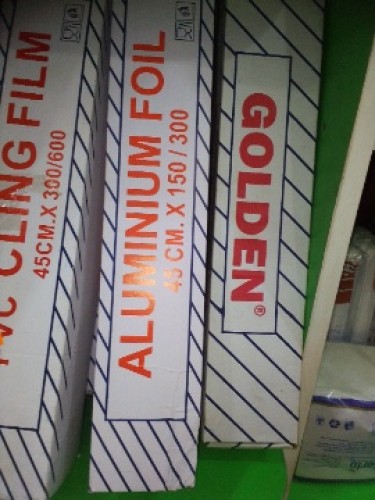 PVC CLING FILM
45CM. X 300/600
ALUMINIUM FOIL
45 CM. X 150 / 300
GOLDEN®